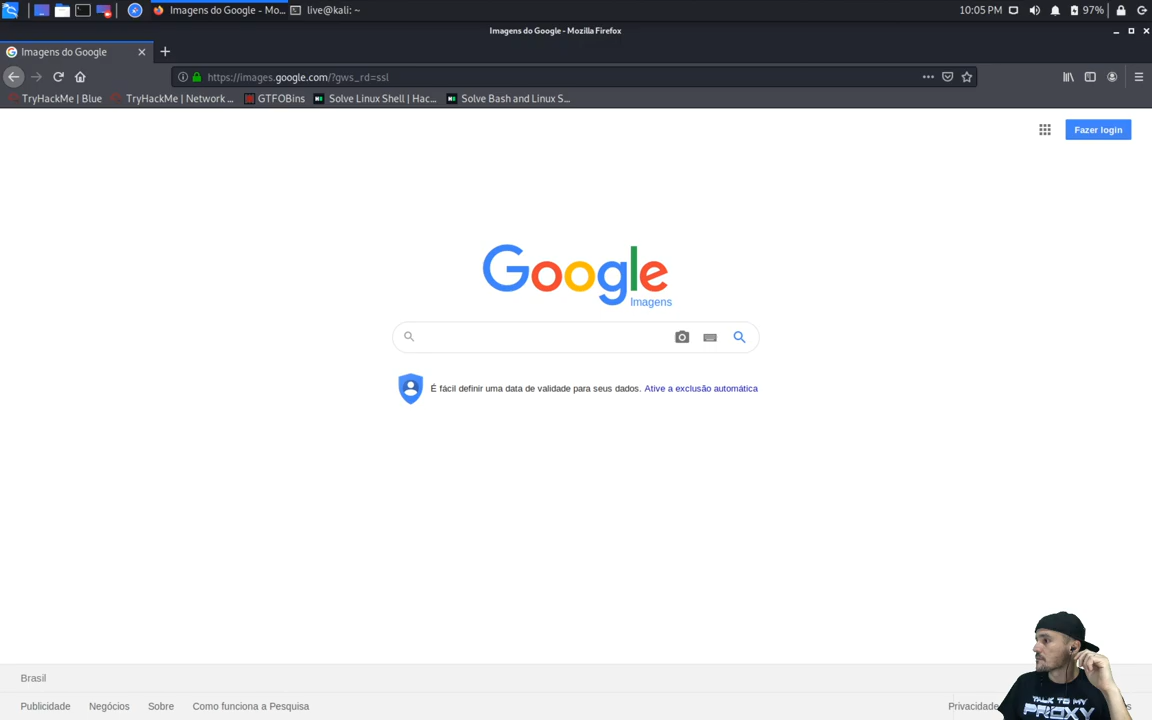 Imagens do Google - Mo...
live@kali: ~
10:05 PM
97%
Imagens do Google - Mozilla Firefox
Imagens do Google
https://images.google.com/?gws_rd=ssl
TryHackMe | Blue
TryHackMe | Network ...
GTFOBins
Solve Linux Shell | Hac...
Solve Bash and Linux S...
Fazer login
Google
Imagens
É fácil definir uma data de validade para seus dados. Ative a exclusão automática
Brasil
Publicidade
Negócios
Sobre
Como funciona a Pesquisa
Privacidade
TALK TO MY
PROXY